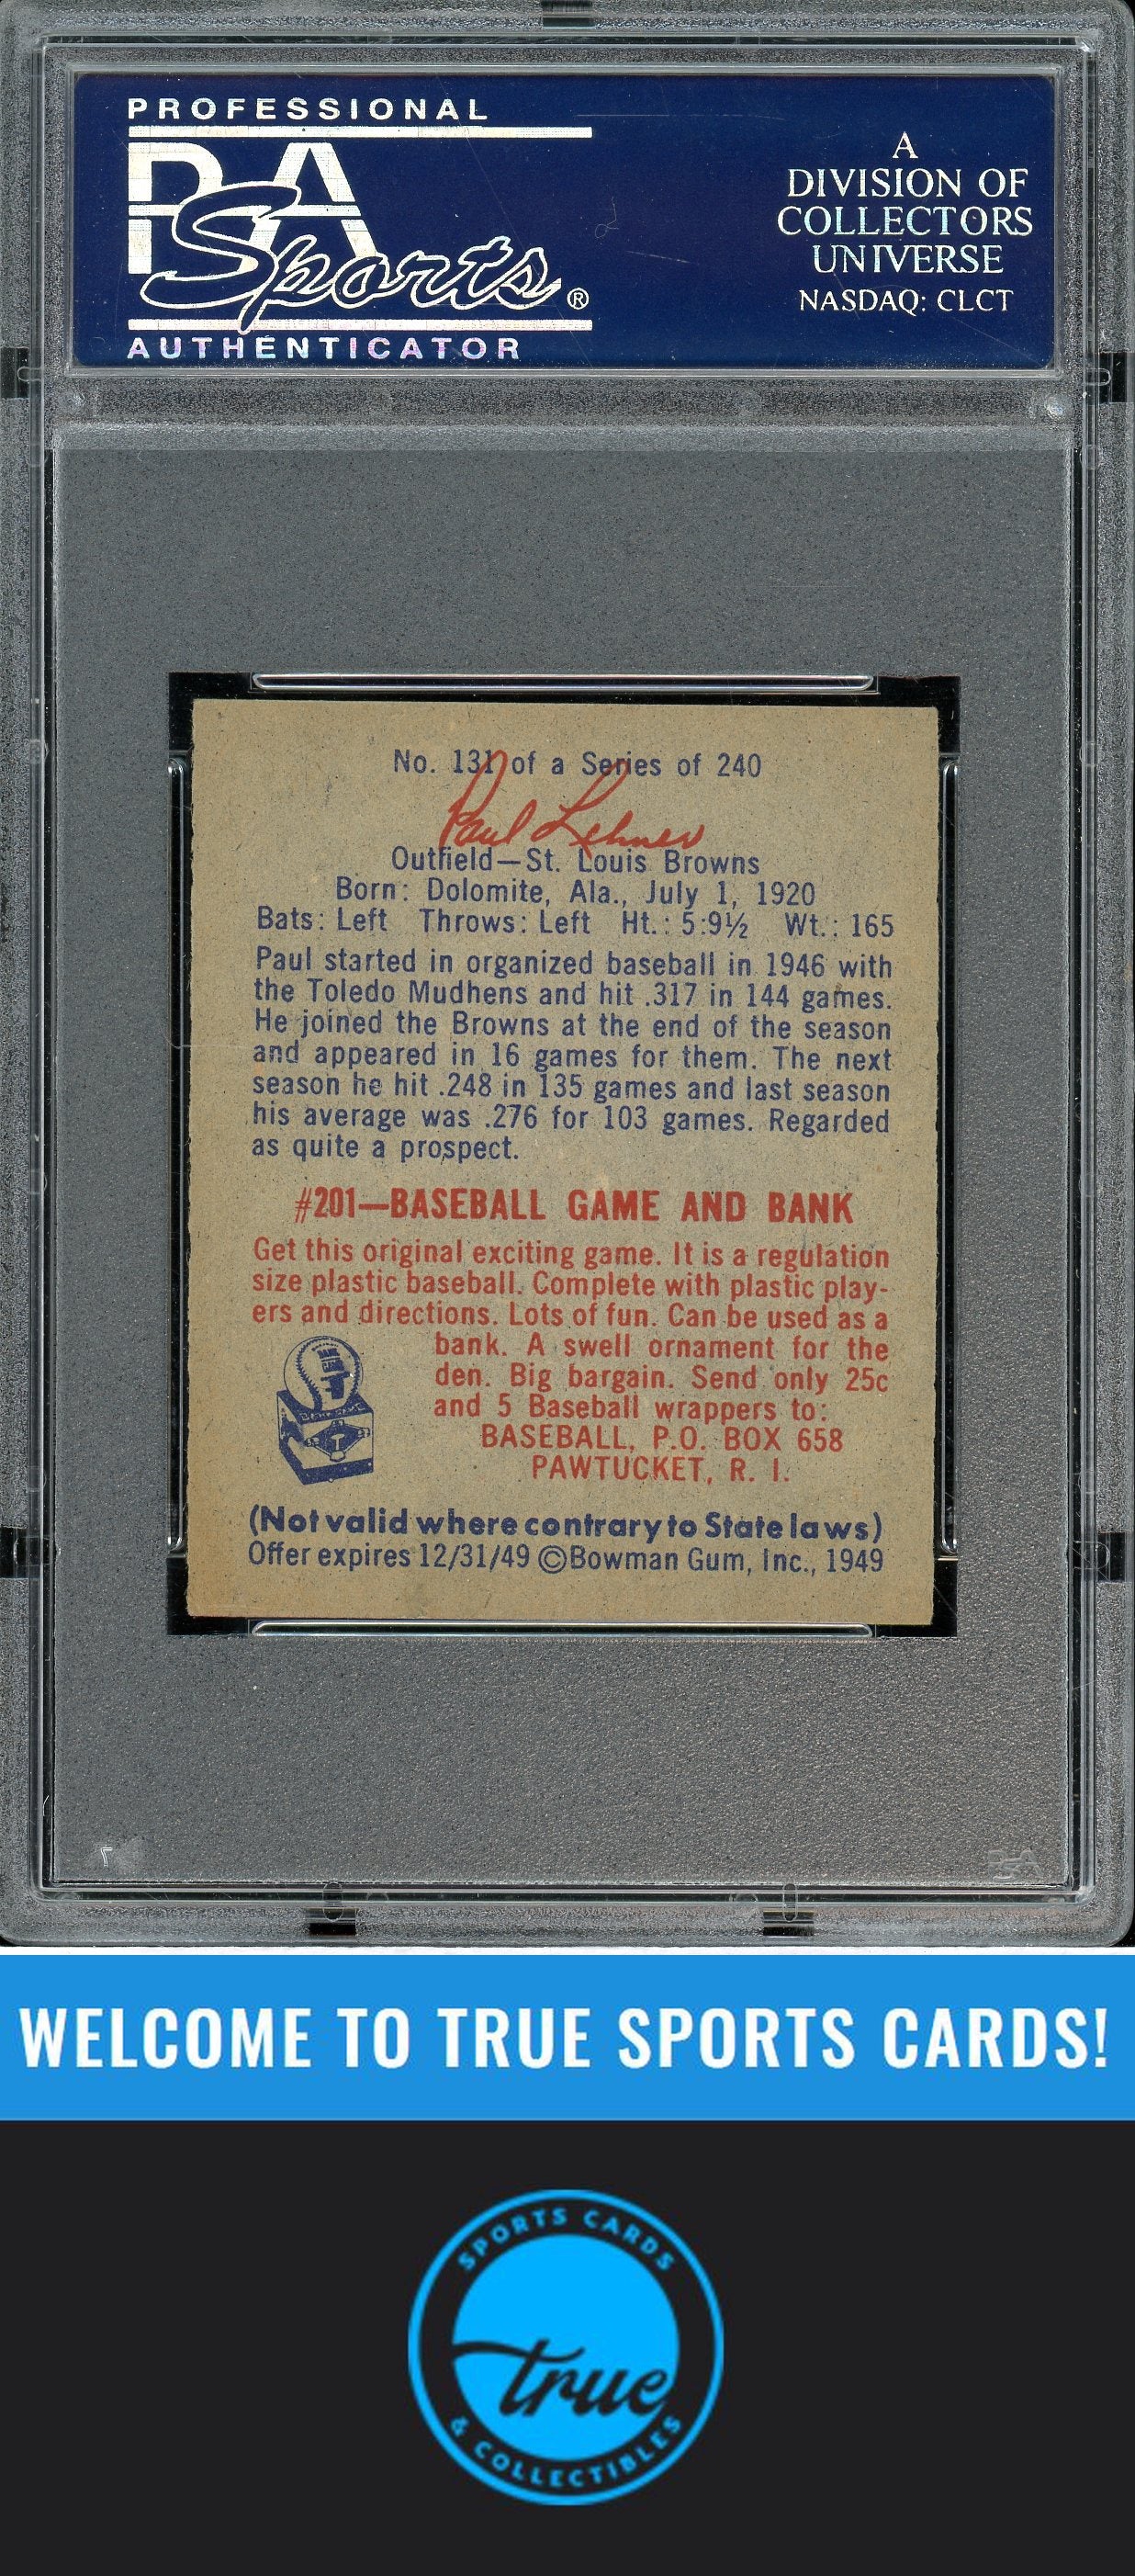 PROFESSIONAL
PSA
Sports®
AUTHENTICATOR
A
DIVISION OF
COLLECTORS
UNIVERSE
NASDAQ: CLCT
No. 131 of a Series of 240
Paul Lehner
Outfield—St. Louis Browns
Born: Dolomite, Ala., July 1, 1920
Bats: Left Throws: Left Ht.: 5:9½ Wt.: 165
Paul started in organized baseball in 1946 with
the Toledo Mudhens and hit .317 in 144 games.
He joined the Browns at the end of the season
and appeared in 16 games for them. The next
season he hit .248 in 135 games and last season
his average was .276 for 103 games. Regarded
as quite a prospect.
#201—BASEBALL GAME AND BANK
Get this original exciting game. It is a regulation
size plastic baseball. Complete with plastic play-
ers and directions. Lots of fun. Can be used as a
bank. A swell ornament for the
den. Big bargain. Send only 25c
and 5 Baseball wrappers to:
BASEBALL, P.O. BOX 658
PAWTUCKET, R. I.
(Not valid where contrary to State laws)
Offer expires 12/31/49 ©Bowman Gum, Inc., 1949
WELCOME TO TRUE SPORTS CARDS!
SPORTS CARDS
true
& COLLECTIBLES